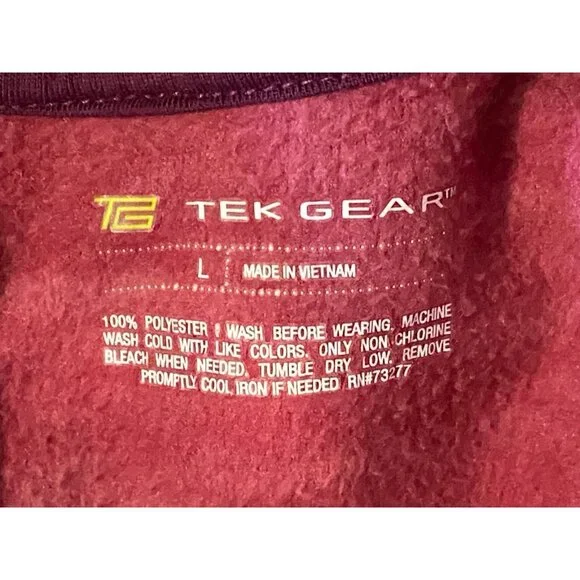 TG TEK GEAR™
L MADE IN VIETNAM
100% POLYESTER WASH BEFORE WEARING. MACHINE
WASH COLD WITH LIKE COLORS. ONLY NON CHLORINE
BLEACH WHEN NEEDED. TUMBLE DRY LOW. REMOVE
PROMPTLY COOL IRON IF NEEDED RN#73277